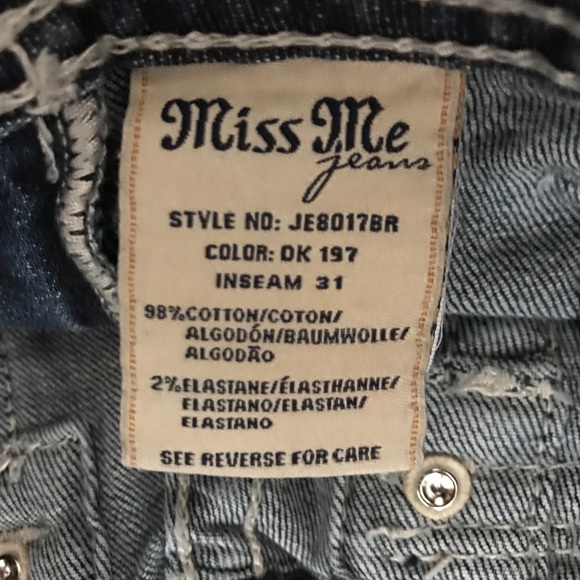 Miss Me
jeans
STYLE NO: JE8017BR
COLOR: DK 197
INSEAM 31
98%COTTON/COTON/
ALGODÓN/BAUMWOLLE/
ALGODÃO
2%ELASTANE/ÉLASTHANNE/
ELASTANO/ELASTAN/
ELASTANO
SEE REVERSE FOR CARE